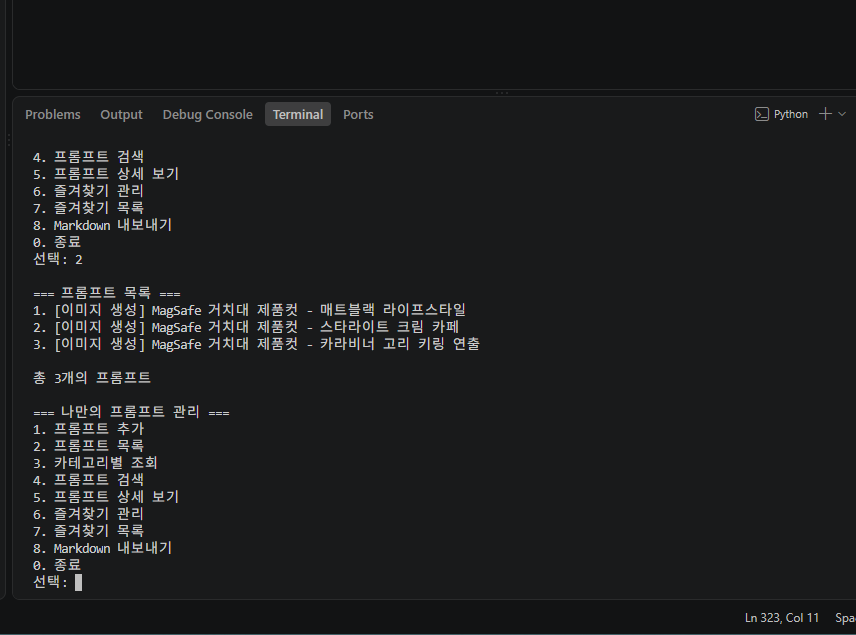 Problems Output Debug Console Terminal Ports Python
4. 프롬프트 검색
5. 프롬프트 상세 보기
6. 즐겨찾기 관리
7. 즐겨찾기 목록
8. Markdown 내보내기
0. 종료
선택: 2
=== 프롬프트 목록 ===
1. [이미지 생성] MagSafe 거치대 제품컷 - 매트블랙 라이프스타일
2. [이미지 생성] MagSafe 거치대 제품컷 - 스타라이트 크림 카페
3. [이미지 생성] MagSafe 거치대 제품컷 - 카라비너 고리 키링 연출
총 3개의 프롬프트
=== 나만의 프롬프트 관리 ===
1. 프롬프트 추가
2. 프롬프트 목록
3. 카테고리별 조회
4. 프롬프트 검색
5. 프롬프트 상세 보기
6. 즐겨찾기 관리
7. 즐겨찾기 목록
8. Markdown 내보내기
0. 종료
선택:
Ln 323, Col 11 Spa